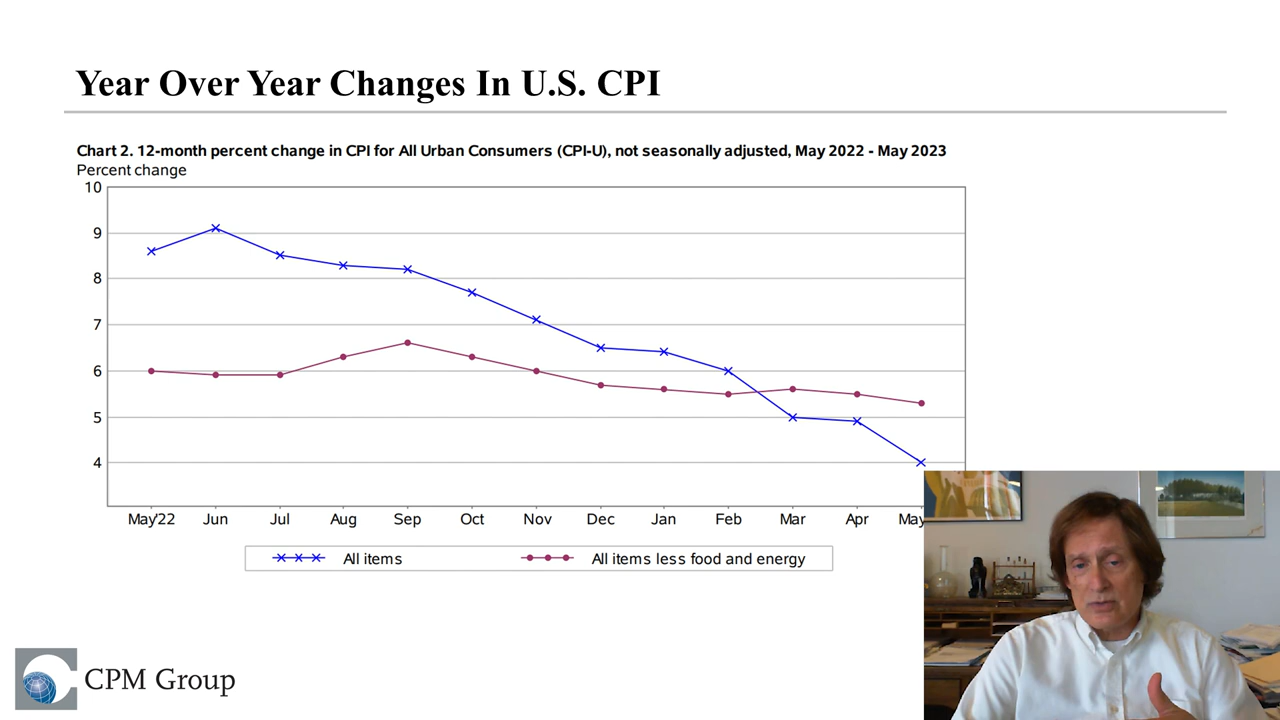 Year Over Year Changes In U.S. CPI
Chart 2. 12-month percent change in CPI for All Urban Consumers (CPI-U), not seasonally adjusted, May 2022 - May 2023
Percent change
10
9
8
7
6
5
4
May'22 Jun Jul Aug Sep Oct Nov Dec Jan Feb Mar Apr May
All items All items less food and energy
CPM Group